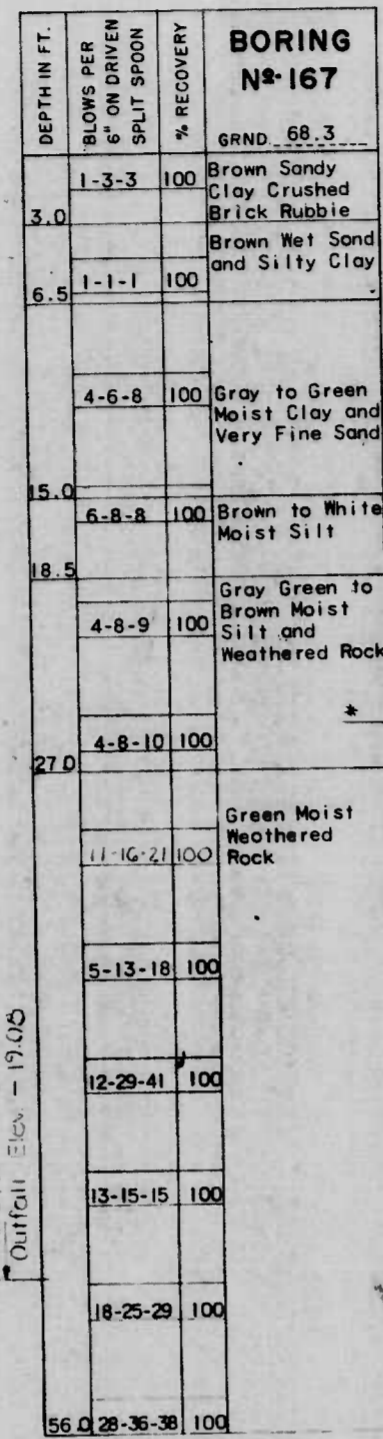 DEPTH IN FT.
BLOWS PER
6" ON DRIVEN
SPLIT SPOON
% RECOVERY
BORING
Nº 167
GRND 68.3
1-3-3 100 Brown Sandy
Clay Crushed
3.0 Brick Rubbie
Brown Wet Sond
and Silty Clay
1-1-1 100
6.5
4-6-8 100 Gray to Green
Moist Clay and
Very Fine Sand
15.0
6-8-8 100 Brown to White
Moist Silt
18.5
Gray Green to
Brown Moist
4-8-9 100 Silt and
Weathered Rock
*
4-8-10 100
27.0
Green Moist
Weothered
11-16-21 100 Rock
5-13-18 100
12-29-41 100
13-15-15 100
Outfall Elev. - 19.08
18-25-29 100
56.0 28-36-38 100